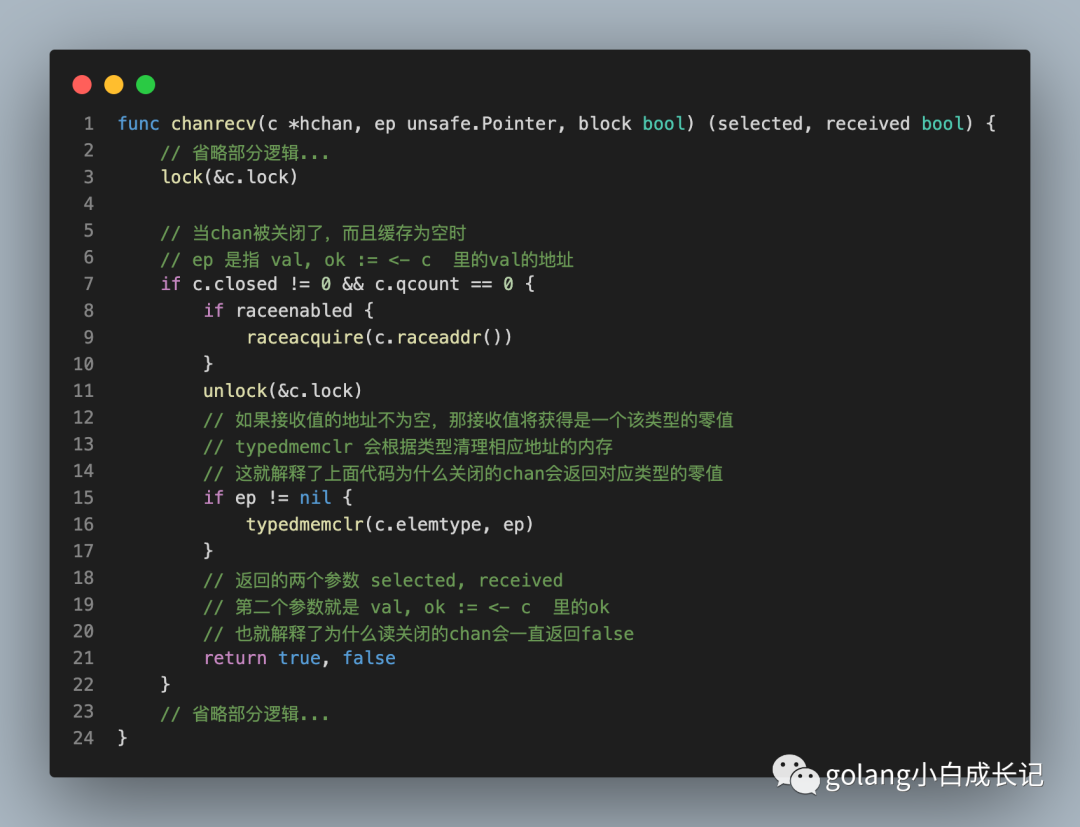 1 func chanrecv(c *hchan, ep unsafe.Pointer, block bool) (selected, received bool) {
2     // 省略部分逻辑...
3     lock(&c.lock)
4
5     // 当chan被关闭了，而且缓存为空时
6     // ep 是指 val, ok := <- c  里的val的地址
7     if c.closed != 0 && c.qcount == 0 {
8         if raceenabled {
9             raceacquire(c.raceaddr())
10         }
11         unlock(&c.lock)
12         // 如果接收值的地址不为空，那接收值将获得是一个该类型的零值
13         // typedmemclr 会根据类型清理相应地址的内存
14         // 这就解释了上面代码为什么关闭的chan会返回对应类型的零值
15         if ep != nil {
16             typedmemclr(c.elemtype, ep)
17         }
18         // 返回的两个参数 selected, received
19         // 第二个参数就是 val, ok := <- c  里的ok
20         // 也就解释了为什么读关闭的chan会一直返回false
21         return true, false
22     }
23     // 省略部分逻辑...
24 }
golang小白成长记